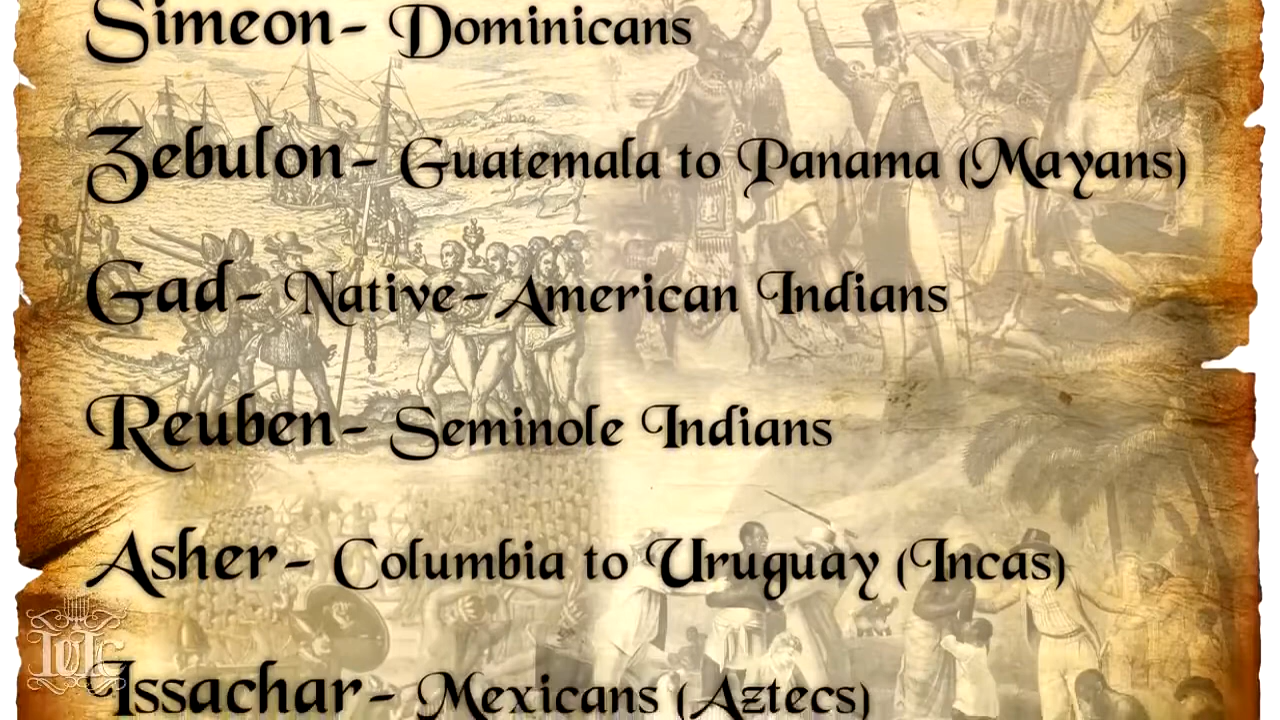 Simeon- Dominicans
Zebulon- Guatemala to Panama (Mayans)
Gad- Native-American Indians
Reuben- Seminole Indians
Asher- Columbia to Uruguay (Incas)
IUIC
Issachar- Mexicans (Aztecs)